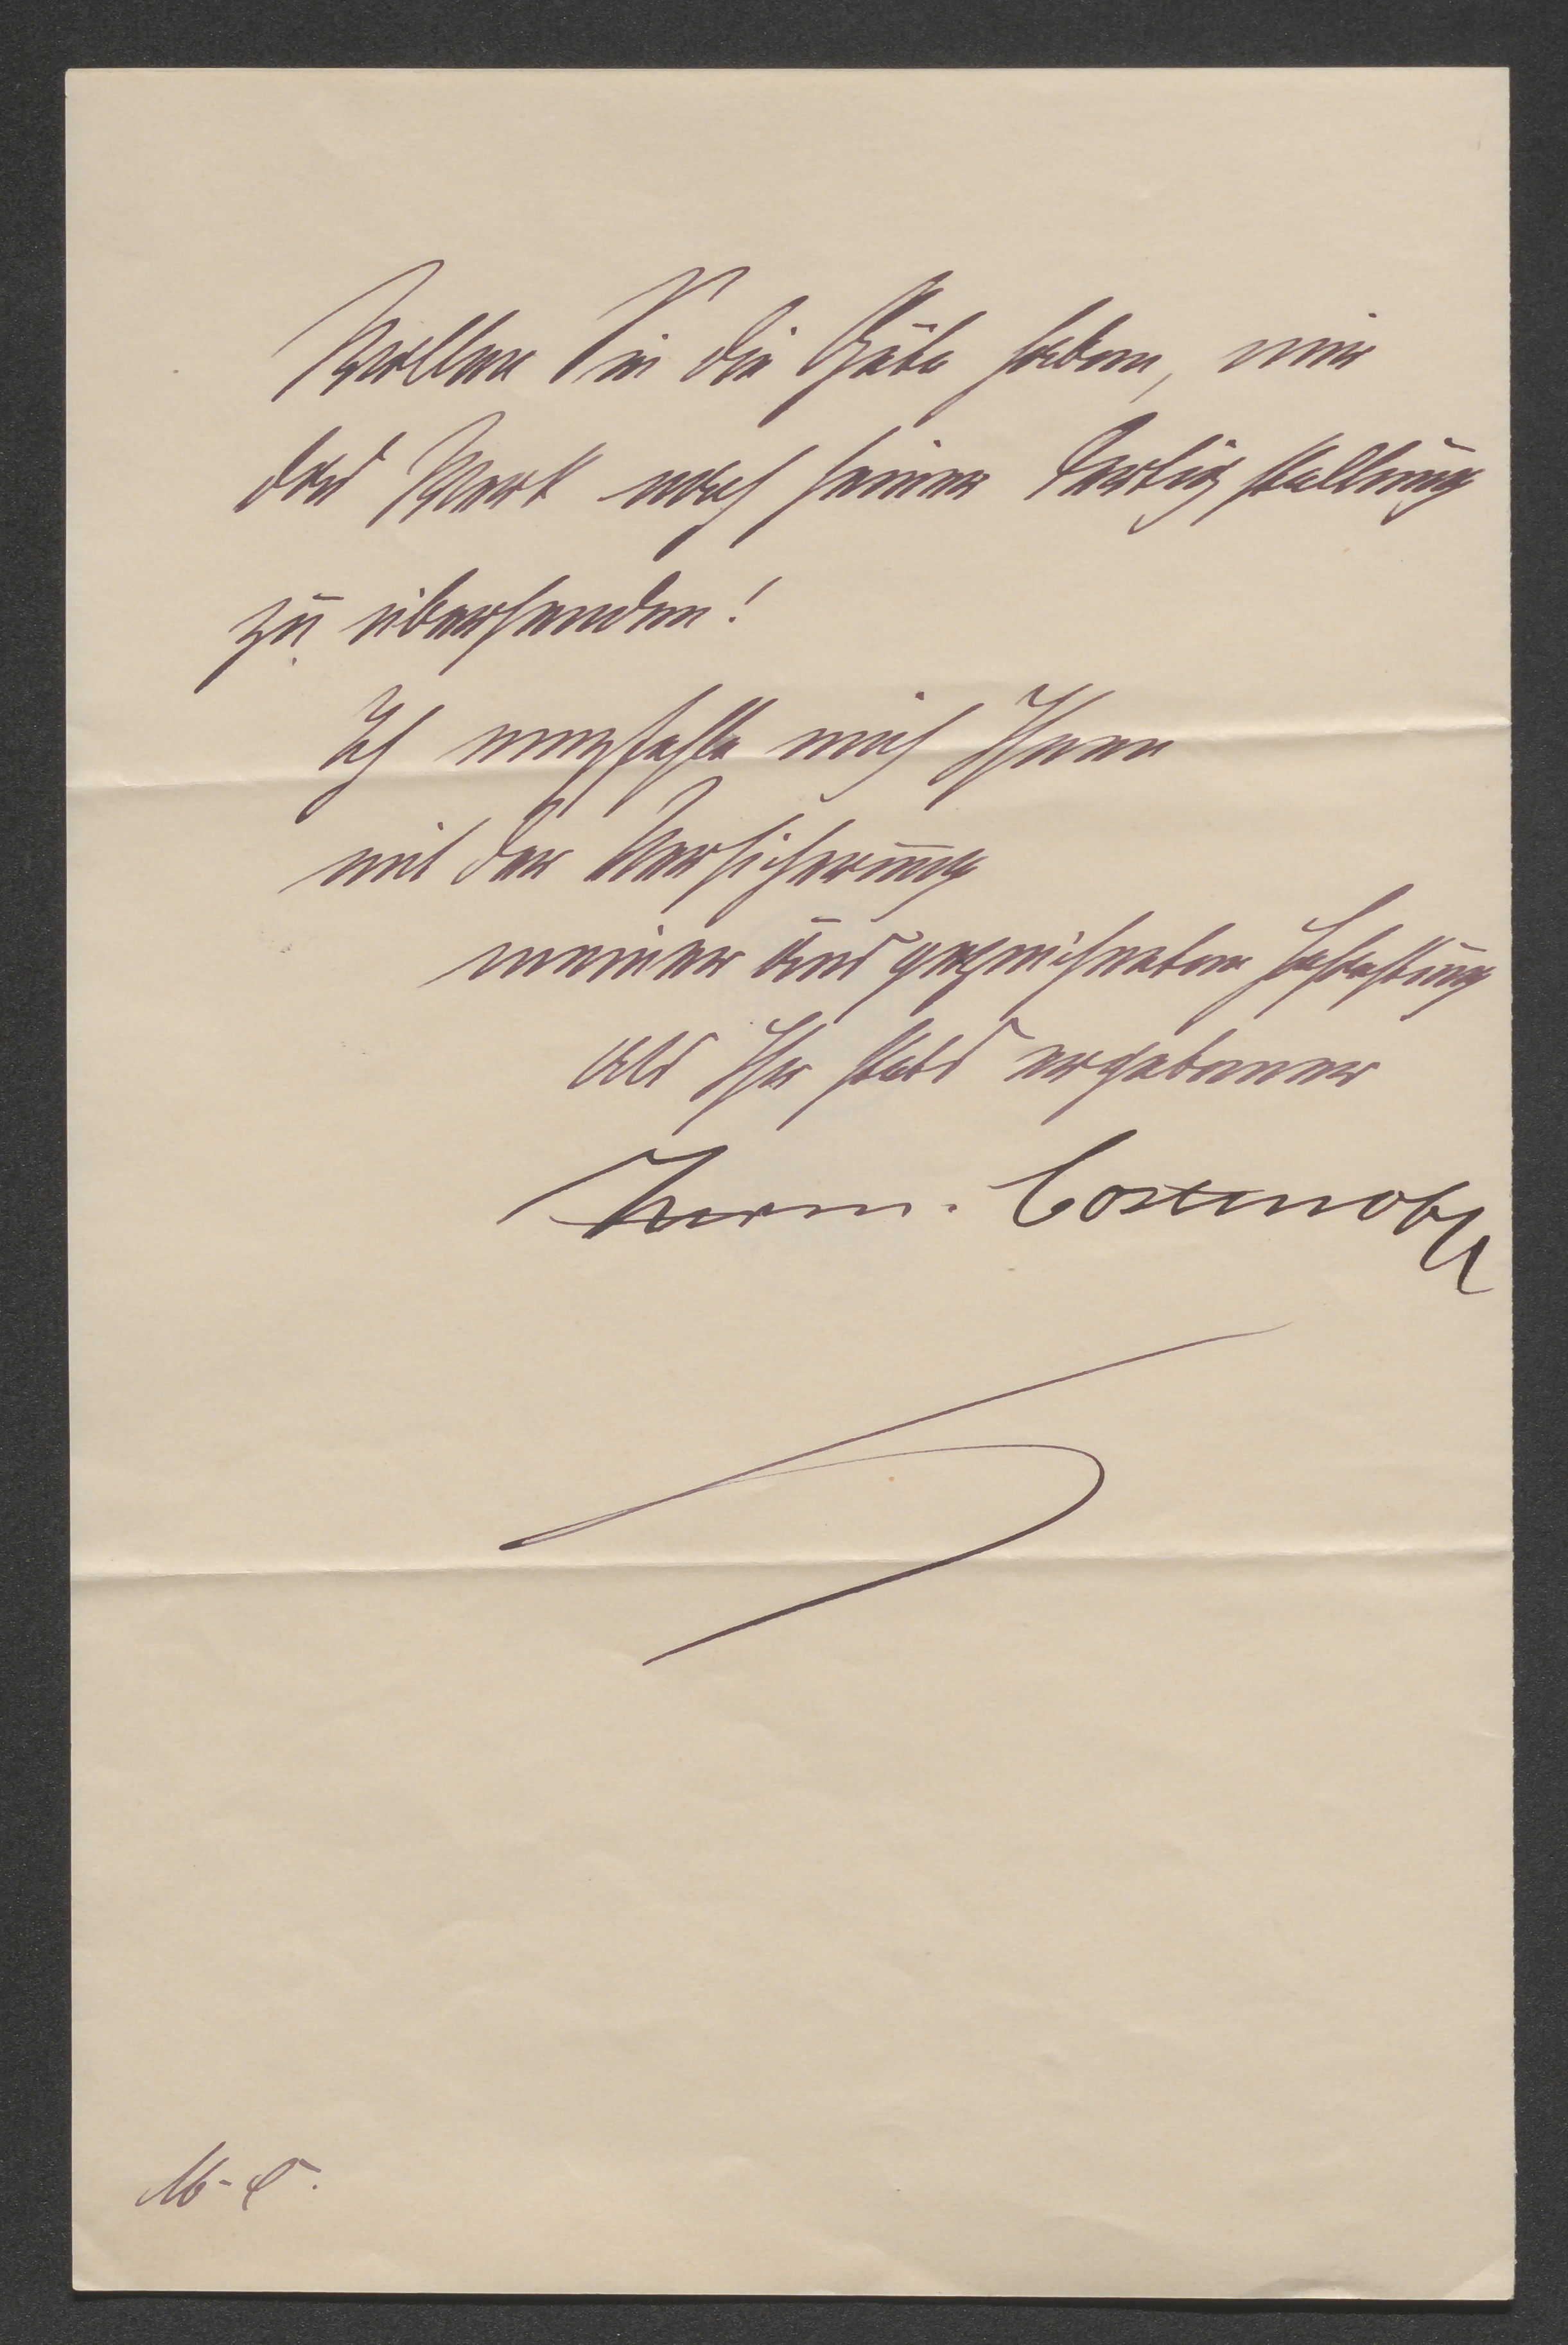 Wollen Sie die Güte haben, mir
das Werk nach seiner Fertigstellung
zu übersenden!
Ich empfehle mich Ihnen
mit der Versicherung
meiner ausgezeichneten Hochachtung
als Ihr stets ergebener
Herm. Costenoble